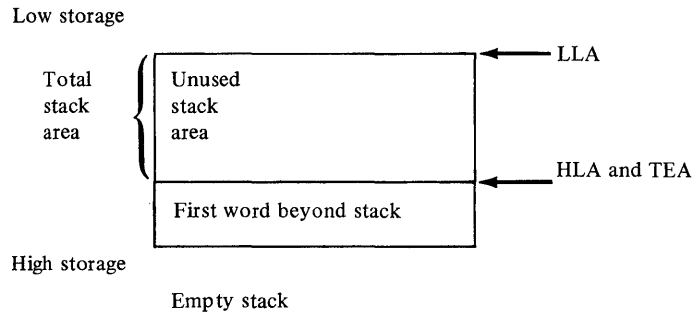 Low storage
LLA
Total
stack
area
Unused
stack
area
HLA and TEA
First word beyond stack
High storage
Empty stack